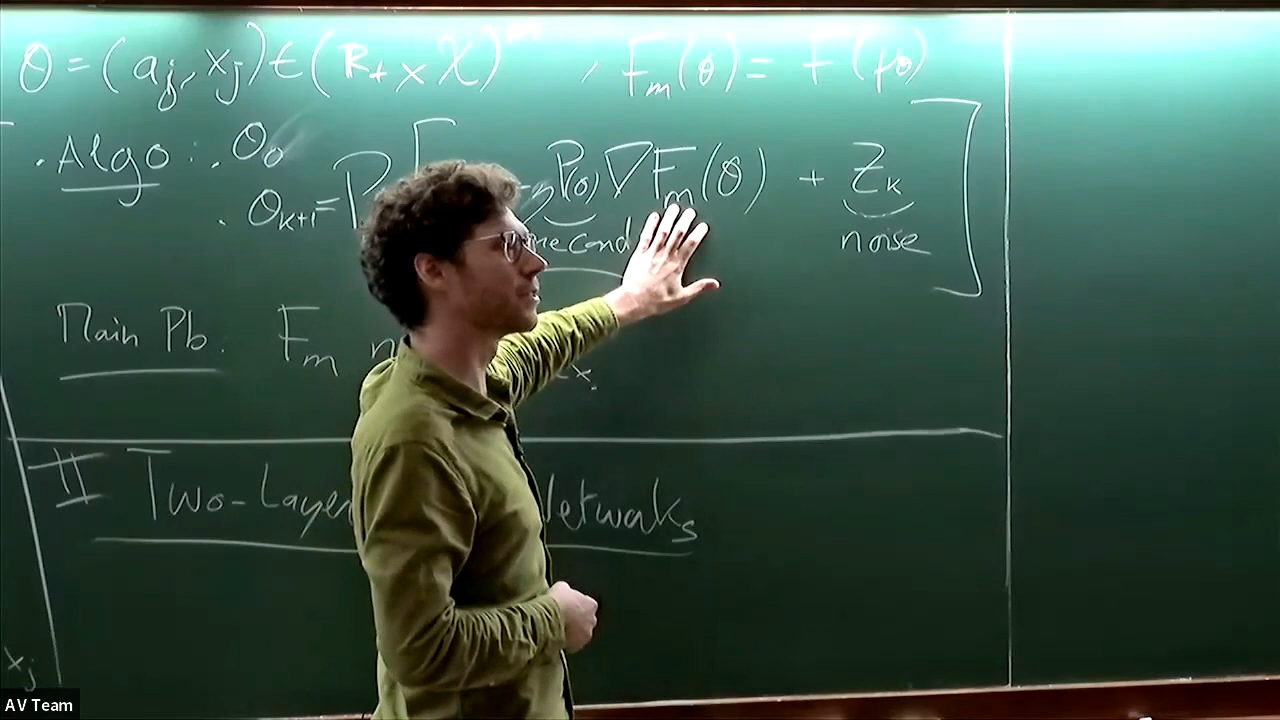 θ = (aj, xj) ∈ (R+ × X)^m , Fm(θ) = F(μθ)
. Algo : . θ0
. θk+1 = P [ P(θ) ∇Fm(θ) + Zk ]
noise
Main Pb. Fm
II Two-Layer Networks
xj
AV Team